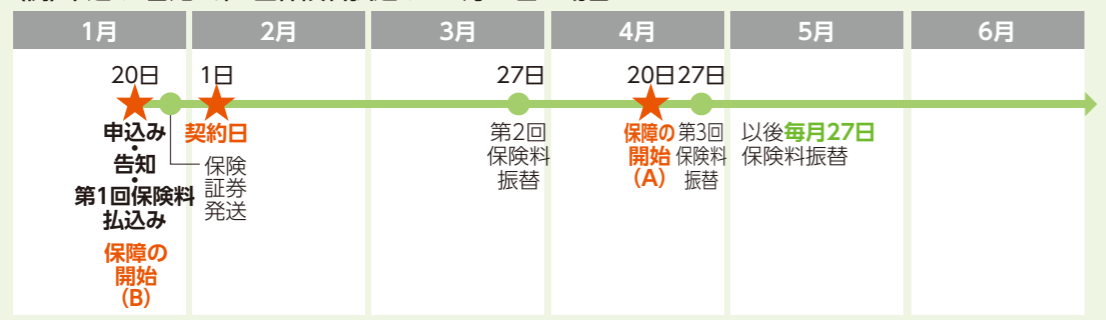 1月
2月
3月
4月
5月
6月
20日
1日
27日
20日
27日
申込み
・
告知
・
第1回保険料
払込み
保障の
開始
(B)
保険
証券
発送
契約日
第2回
保険料
振替
保障の
開始
(A)
第3回
保険料
振替
以後毎月27日
保険料振替